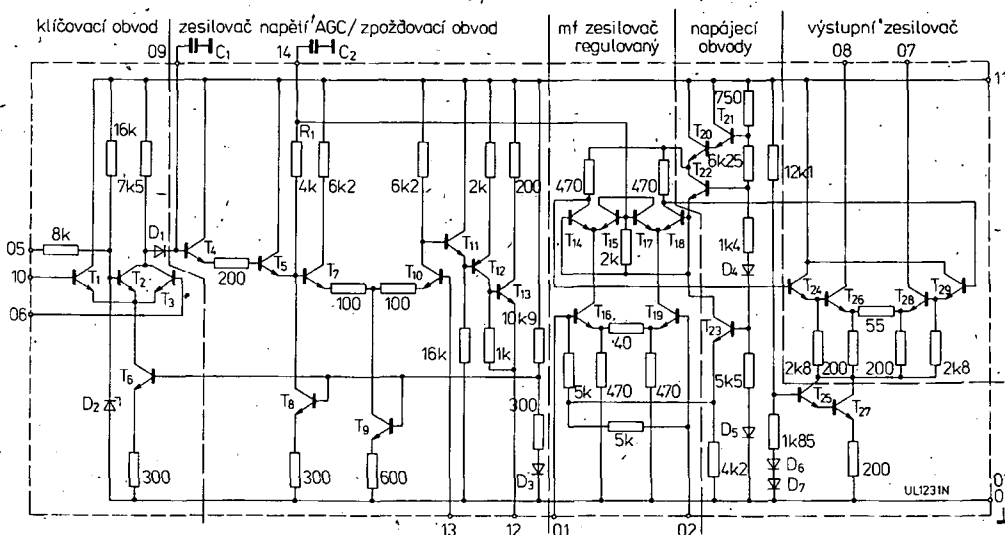 klíčovací obvod
zesilovač napětí AGC/zpožďovací obvod
mf zesilovač regulovaný
napájecí obvody
výstupní zesilovač
09
C1
14
C2
08
07
11
16k
7k5
R1
4k
6k2
6k2
2k
200
470
470
T20
T21
750
6k25
T22
12k1
05
8k
D1
T4
T11
T14
T15
T17
T18
1k4
10
T1
T2
T3
200
T5
T7
T10
T12
2k
D4
T24
T26
T28
T29
06
100
100
T13
10k9
T16
T19
T23
55
16k
1k
40
2k8
200
200
2k8
T6
5k
470
470
5k5
D2
T8
T9
300
5k
D5
T25
T27
1k85
300
300
600
D3
4k2
D6
D7
200
UL1231N
13
12
01
02